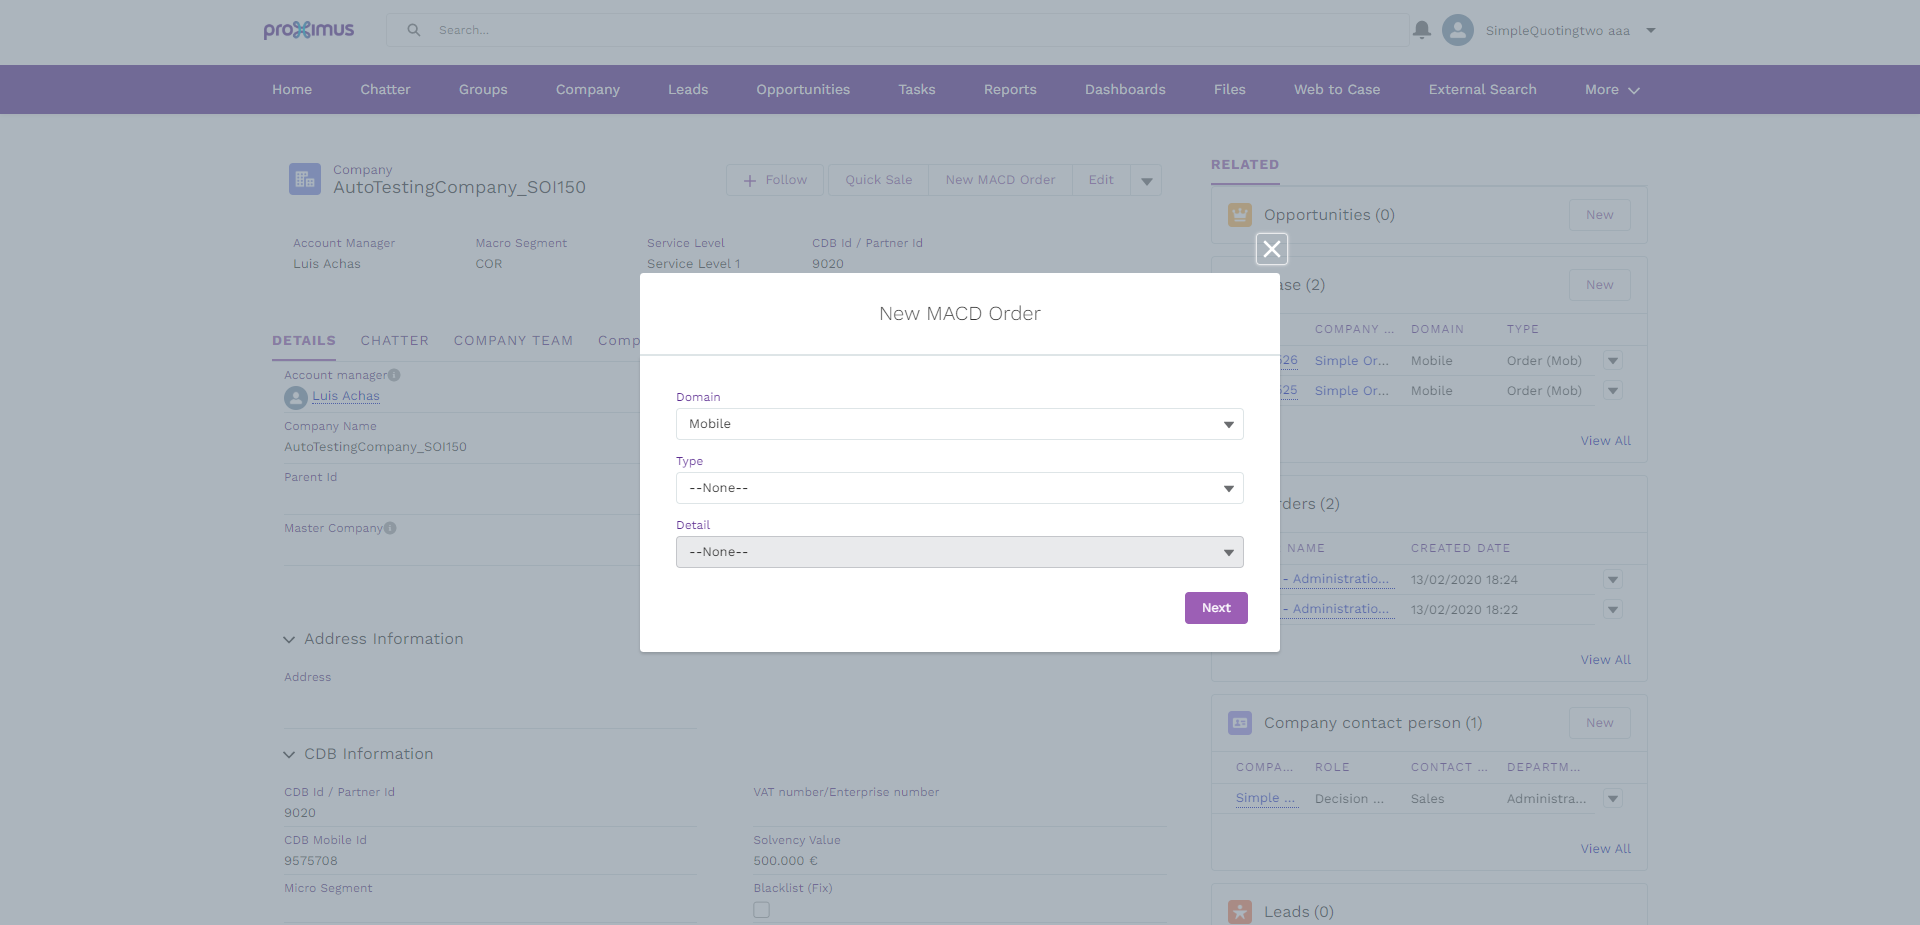 proximus
Search...
SimpleQuotingtwo aaa
Home Chatter Groups Company Leads Opportunities Tasks Reports Dashboards Files Web to Case External Search More
Company
AutoTestingCompany_SOI150
Follow Quick Sale New MACD Order Edit
Account Manager Macro Segment Service Level CDB Id / Partner Id
Luis Achas COR Service Level 1 9020
DETAILS CHATTER COMPANY TEAM Comp
Account manager
Luis Achas
Company Name
AutoTestingCompany_SOI150
Parent Id
Master Company
Address Information
Address
CDB Information
CDB Id / Partner Id VAT number/Enterprise number
9020
CDB Mobile Id Solvency Value
9575708 500.000 €
Micro Segment Blacklist (Fix)
New MACD Order
Domain
Mobile
Type
--None--
Detail
--None--
Next
RELATED
Opportunities (0) New
ase (2) New
COMPANY ... DOMAIN TYPE
526 Simple Or... Mobile Order (Mob)
525 Simple Or... Mobile Order (Mob)
View All
rders (2)
NAME CREATED DATE
- Administratio... 13/02/2020 18:24
- Administratio... 13/02/2020 18:22
View All
Company contact person (1) New
COMPA... ROLE CONTACT ... DEPARTM...
Simple ... Decision ... Sales Administra...
View All
Leads (0)